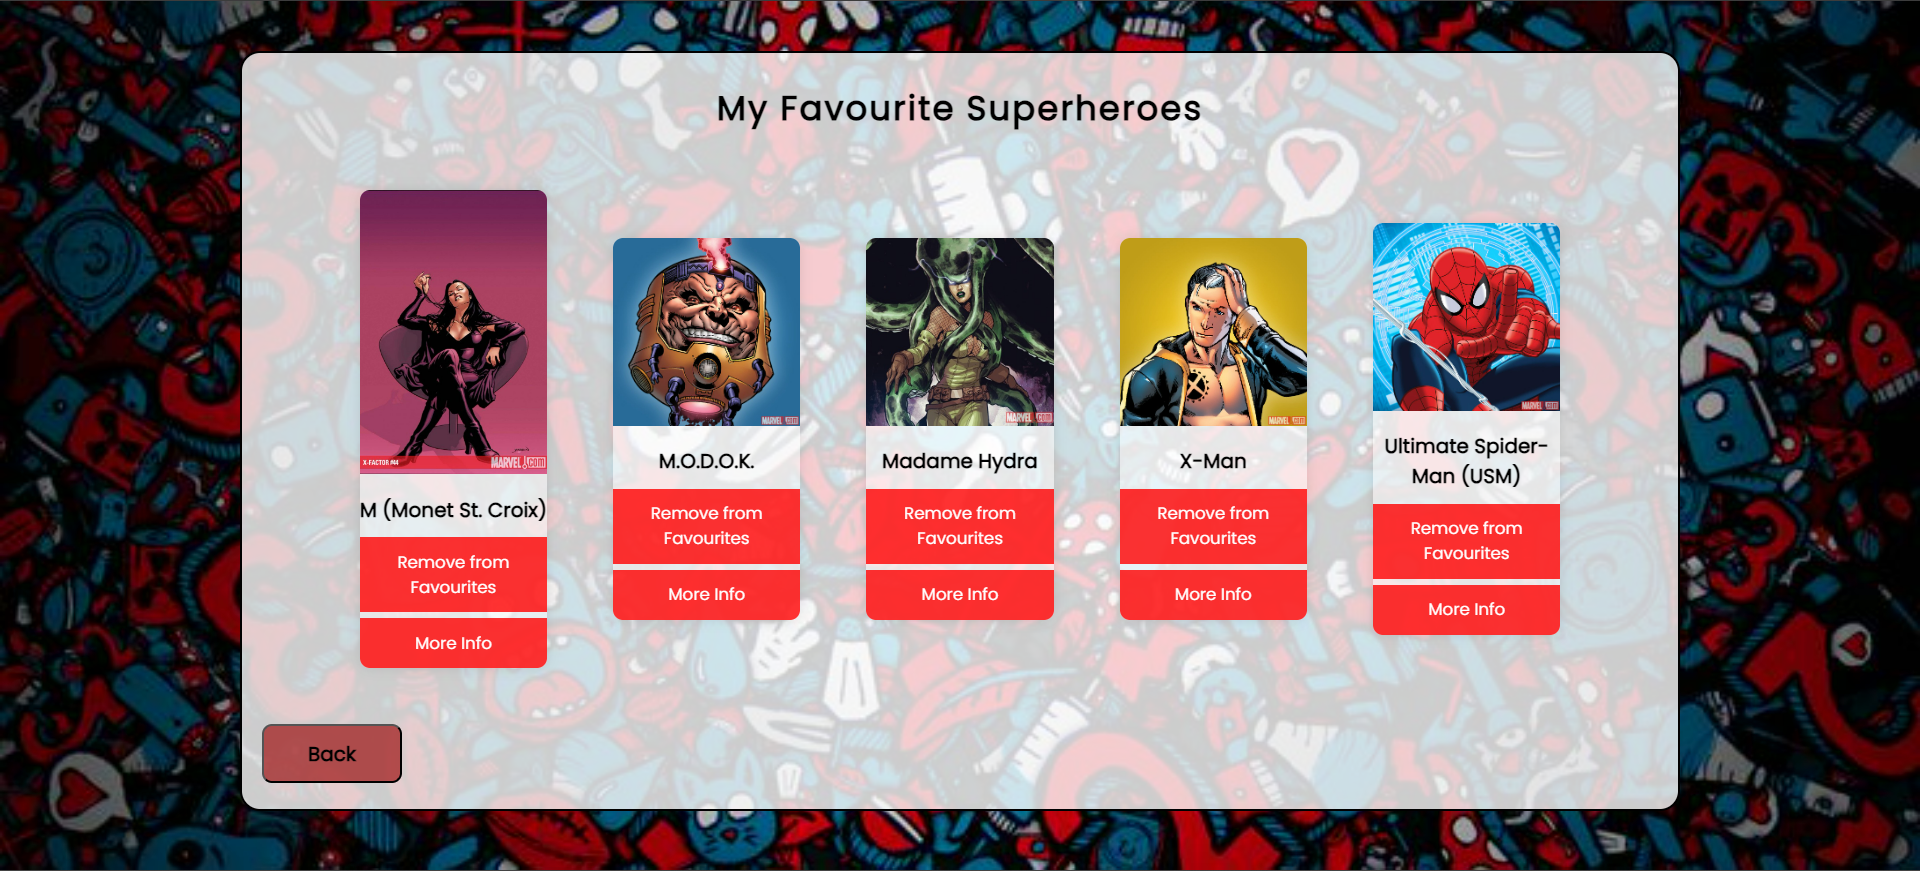 My Favourite Superheroes
X-FACTOR #44
MARVEL.com
M (Monet St. Croix)
Remove from
Favourites
More Info
MARVEL.com
M.O.D.O.K.
Remove from
Favourites
More Info
MARVEL.com
Madame Hydra
Remove from
Favourites
More Info
MARVEL.com
X-Man
Remove from
Favourites
More Info
MARVEL.com
Ultimate Spider-
Man (USM)
Remove from
Favourites
More Info
Back